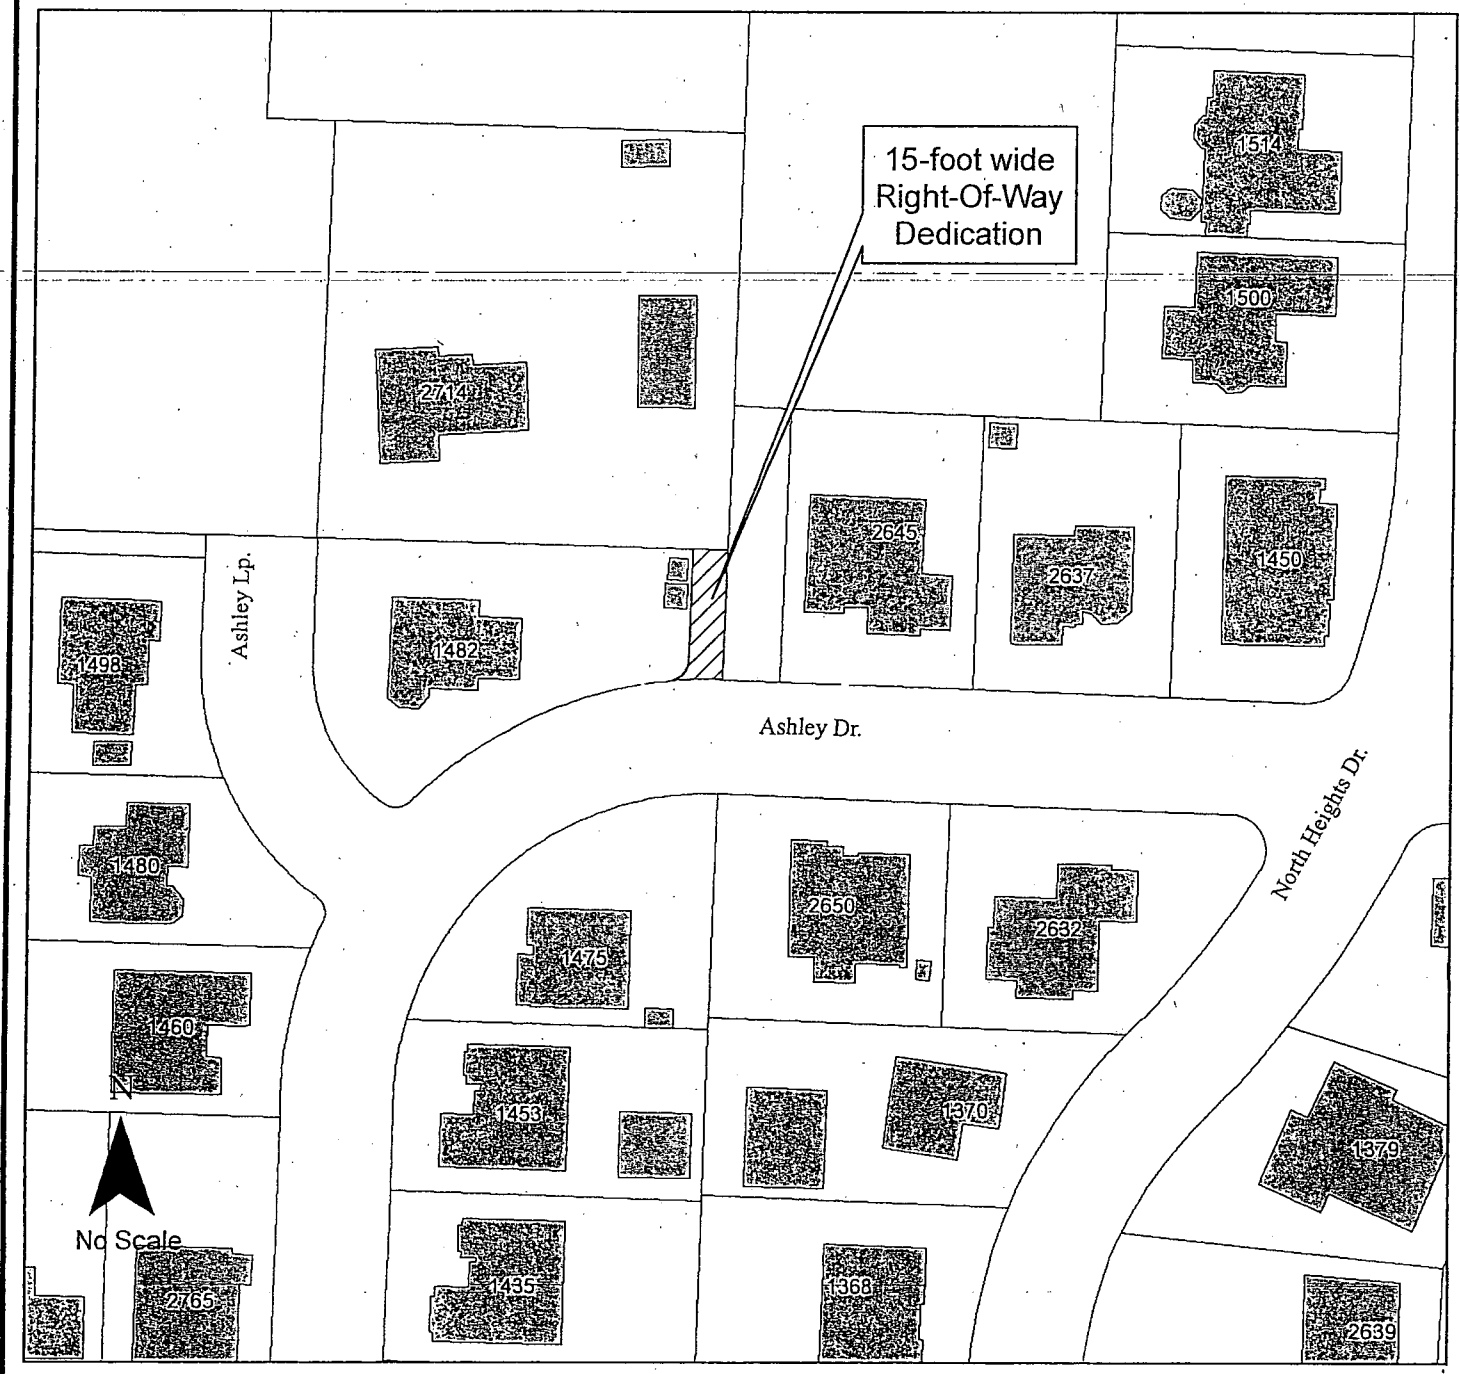 15-foot wide
Right-Of-Way
Dedication
1514
1500
2714
2645
2637
1450
Ashley Lp.
1498
1482
Ashley Dr.
North Heights Dr.
1480
2650
2632
1475
1460
N
1453
1370
1379
No Scale
2765
1435
1368
2639